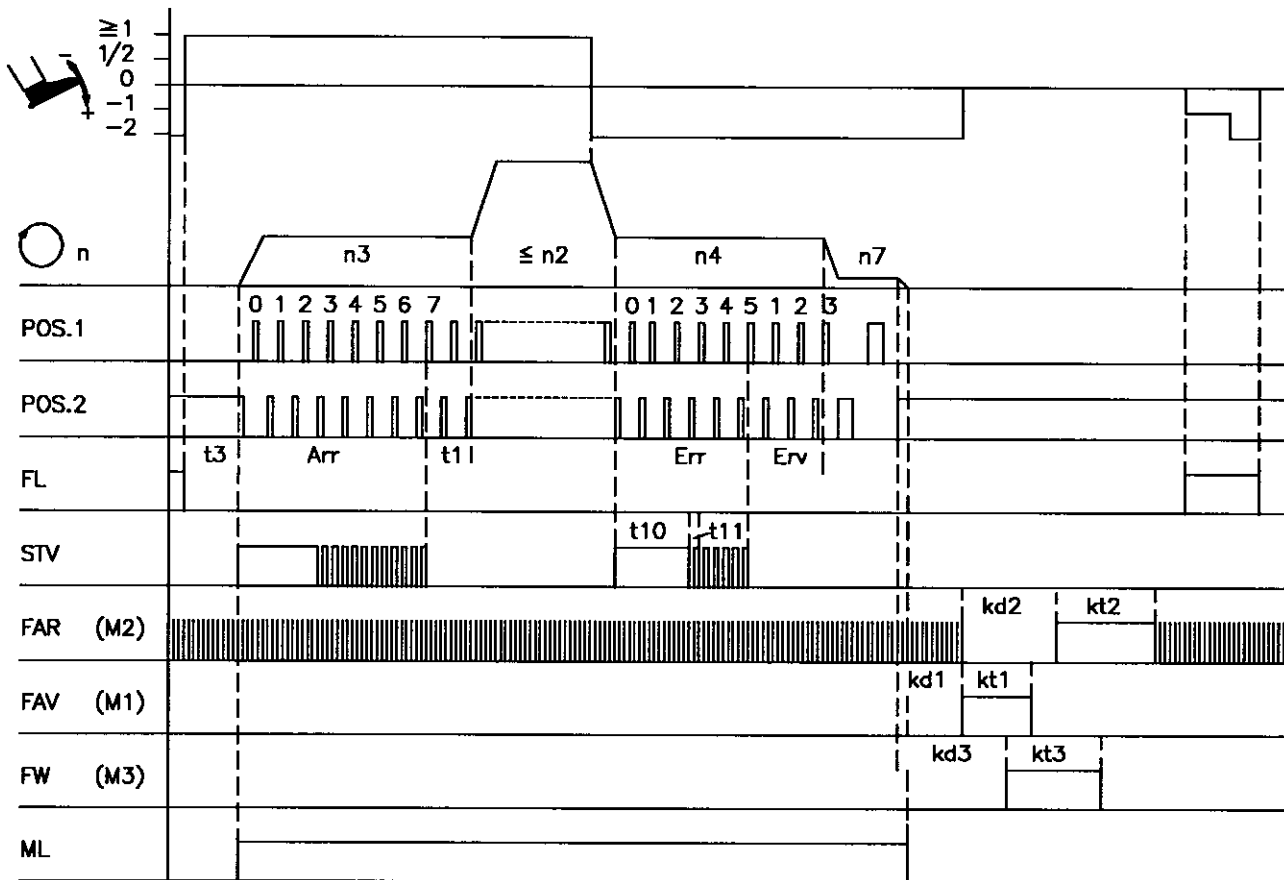 ≧1
1/2
0
-1
-2
-
+
n
n3
≦ n2
n4
n7
0 1 2 3 4 5 6 7
0 1 2 3 4 5 1 2 3
POS.1
POS.2
t3 Arr t1 Err Erv
FL
t10 t11
STV
kd2 kt2
FAR (M2)
kd1 kt1
FAV (M1)
kd3 kt3
FW (M3)
ML